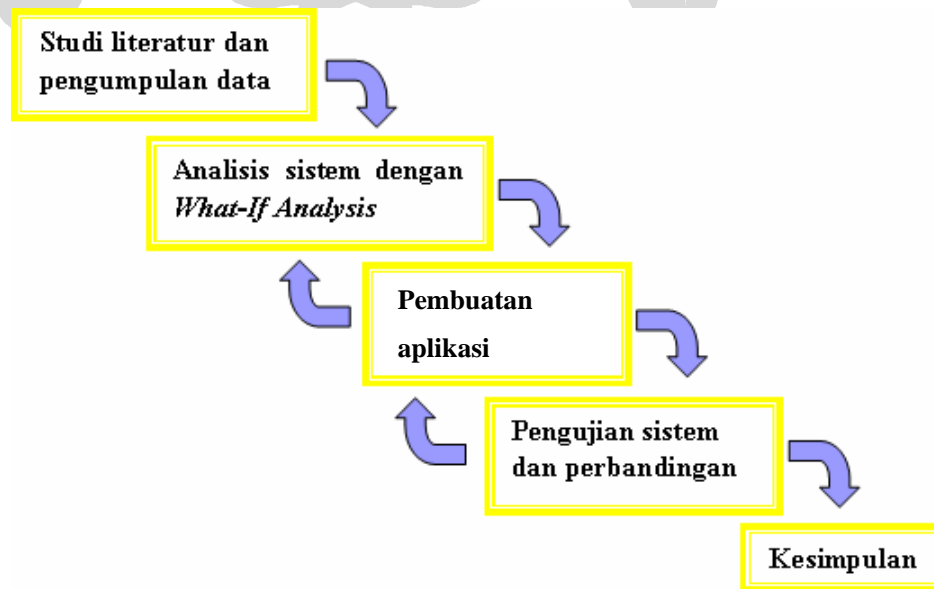 Studi literatur dan
pengumpulan data
Analisis sistem dengan
What-If Analysis
Pembuatan
aplikasi
Pengujian sistem
dan perbandingan
Kesimpulan